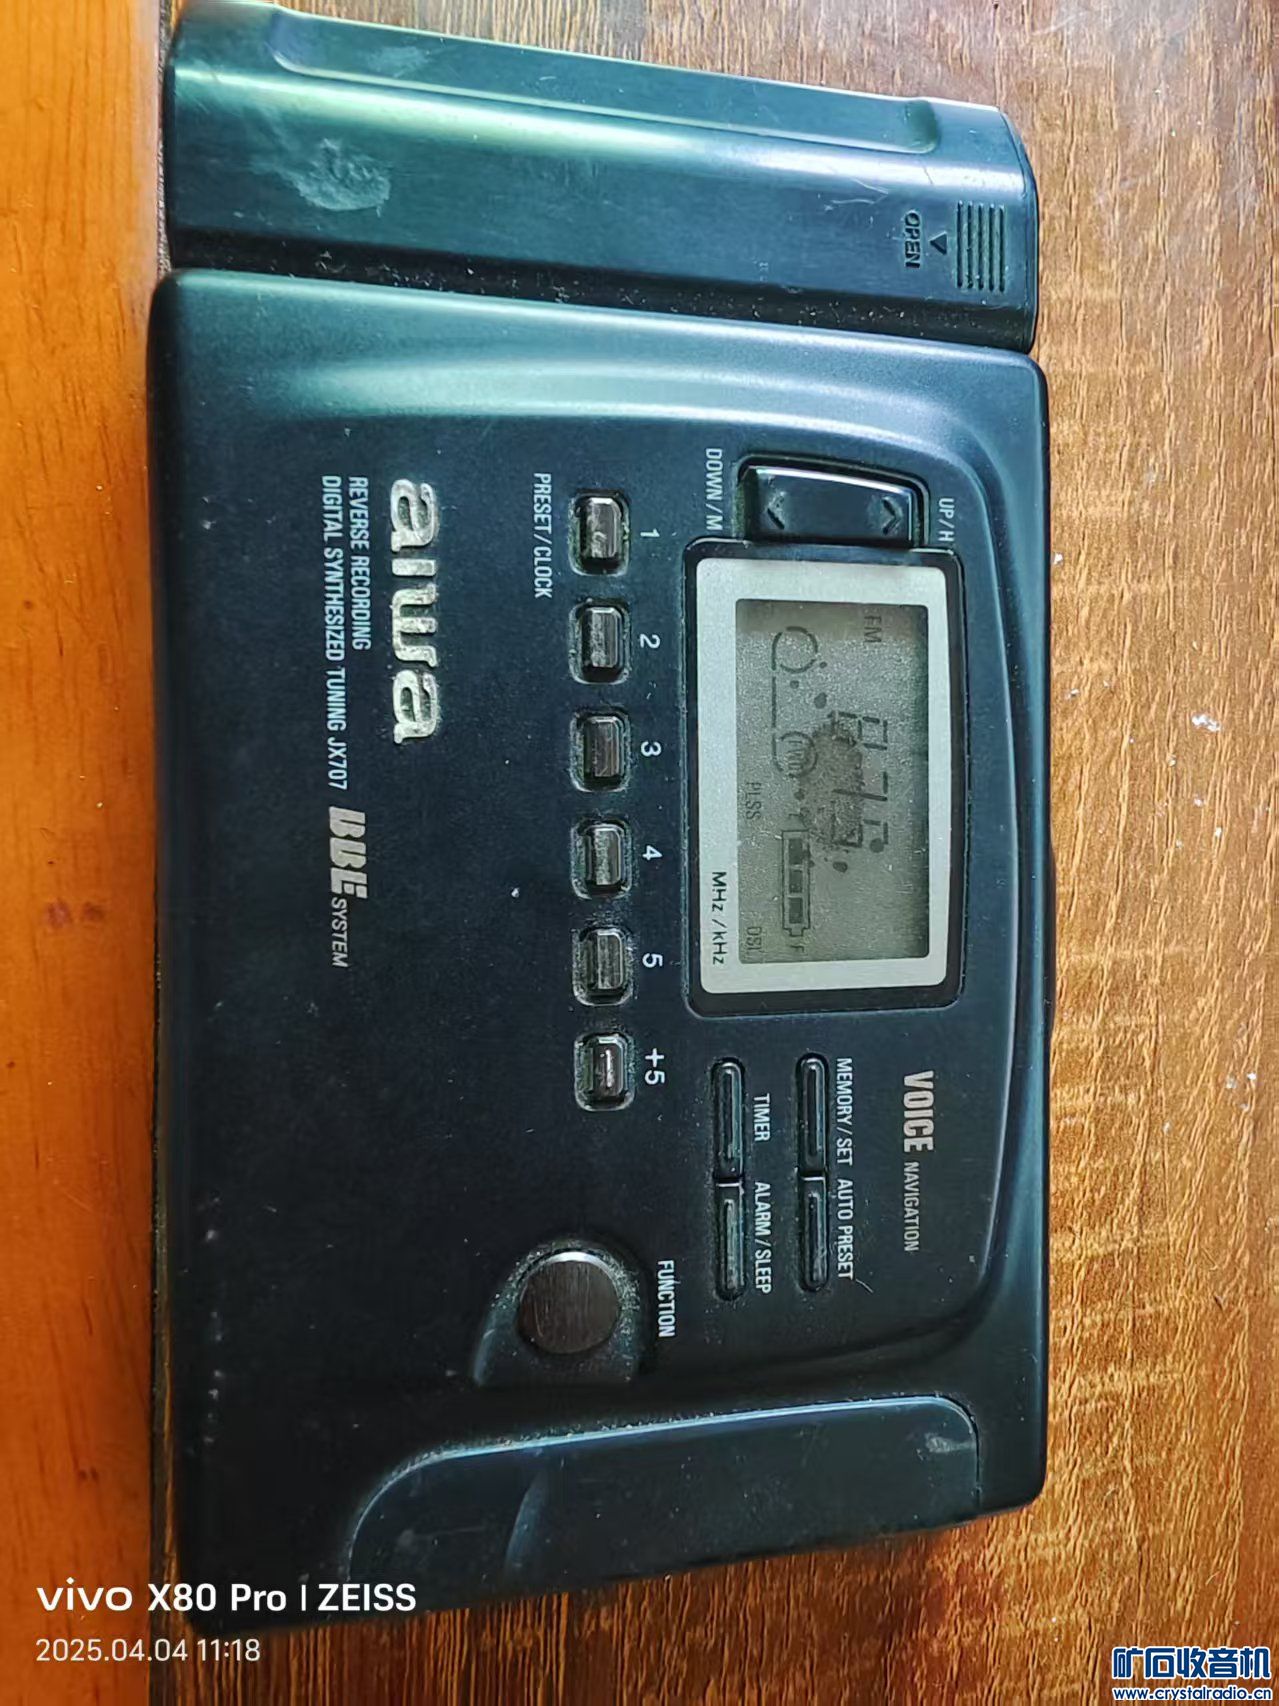 OPEN
UP/H
DOWN/M
FM
PLSS
DSL
F
MHz/kHz
VOICE NAVIGATION
MEMORY/SET AUTO PRESET
TIMER ALARM/SLEEP
FUNCTION
1 2 3 4 5 +5
PRESET/CLOCK
aiwa
REVERSE RECORDING
DIGITAL SYNTHESIZED TUNING JX707 BBE SYSTEM
vivo X80 Pro | ZEISS
2025.04.04 11:18
矿石收音机
www.crystalradio.cn